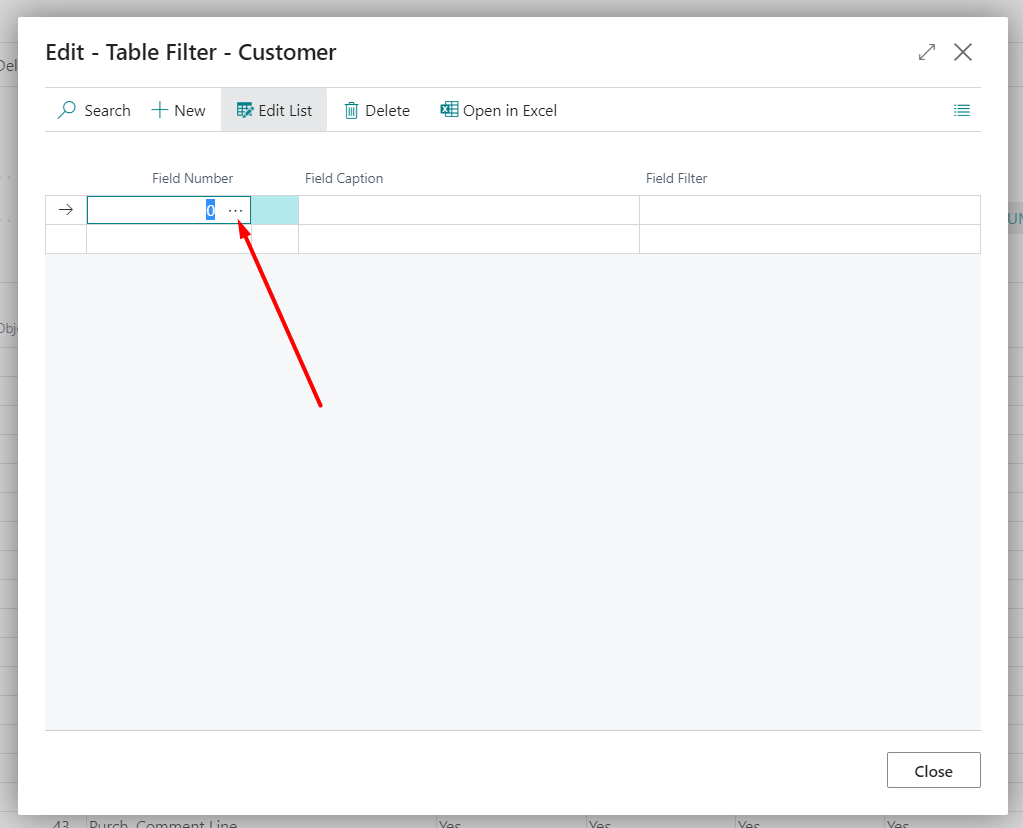 Edit - Table Filter - Customer
Del
Search New Edit List Delete Open in Excel
Field Number Field Caption Field Filter
0 ...
UN
Obje
Close
43 Purch. Comment Line Yes Yes Yes Yes